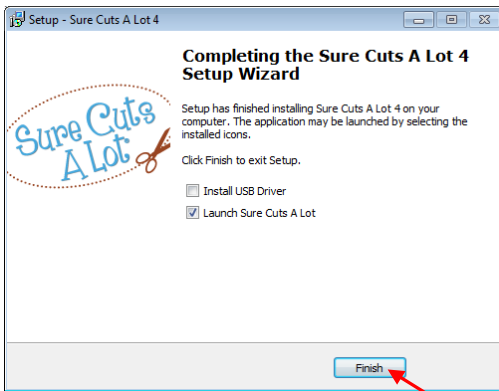 Setup - Sure Cuts A Lot 4
Completing the Sure Cuts A Lot 4
Setup Wizard
Sure Cuts
A Lot
Setup has finished installing Sure Cuts A Lot 4 on your
computer. The application may be launched by selecting the
installed icons.
Click Finish to exit Setup.
Install USB Driver
Launch Sure Cuts A Lot
Finish